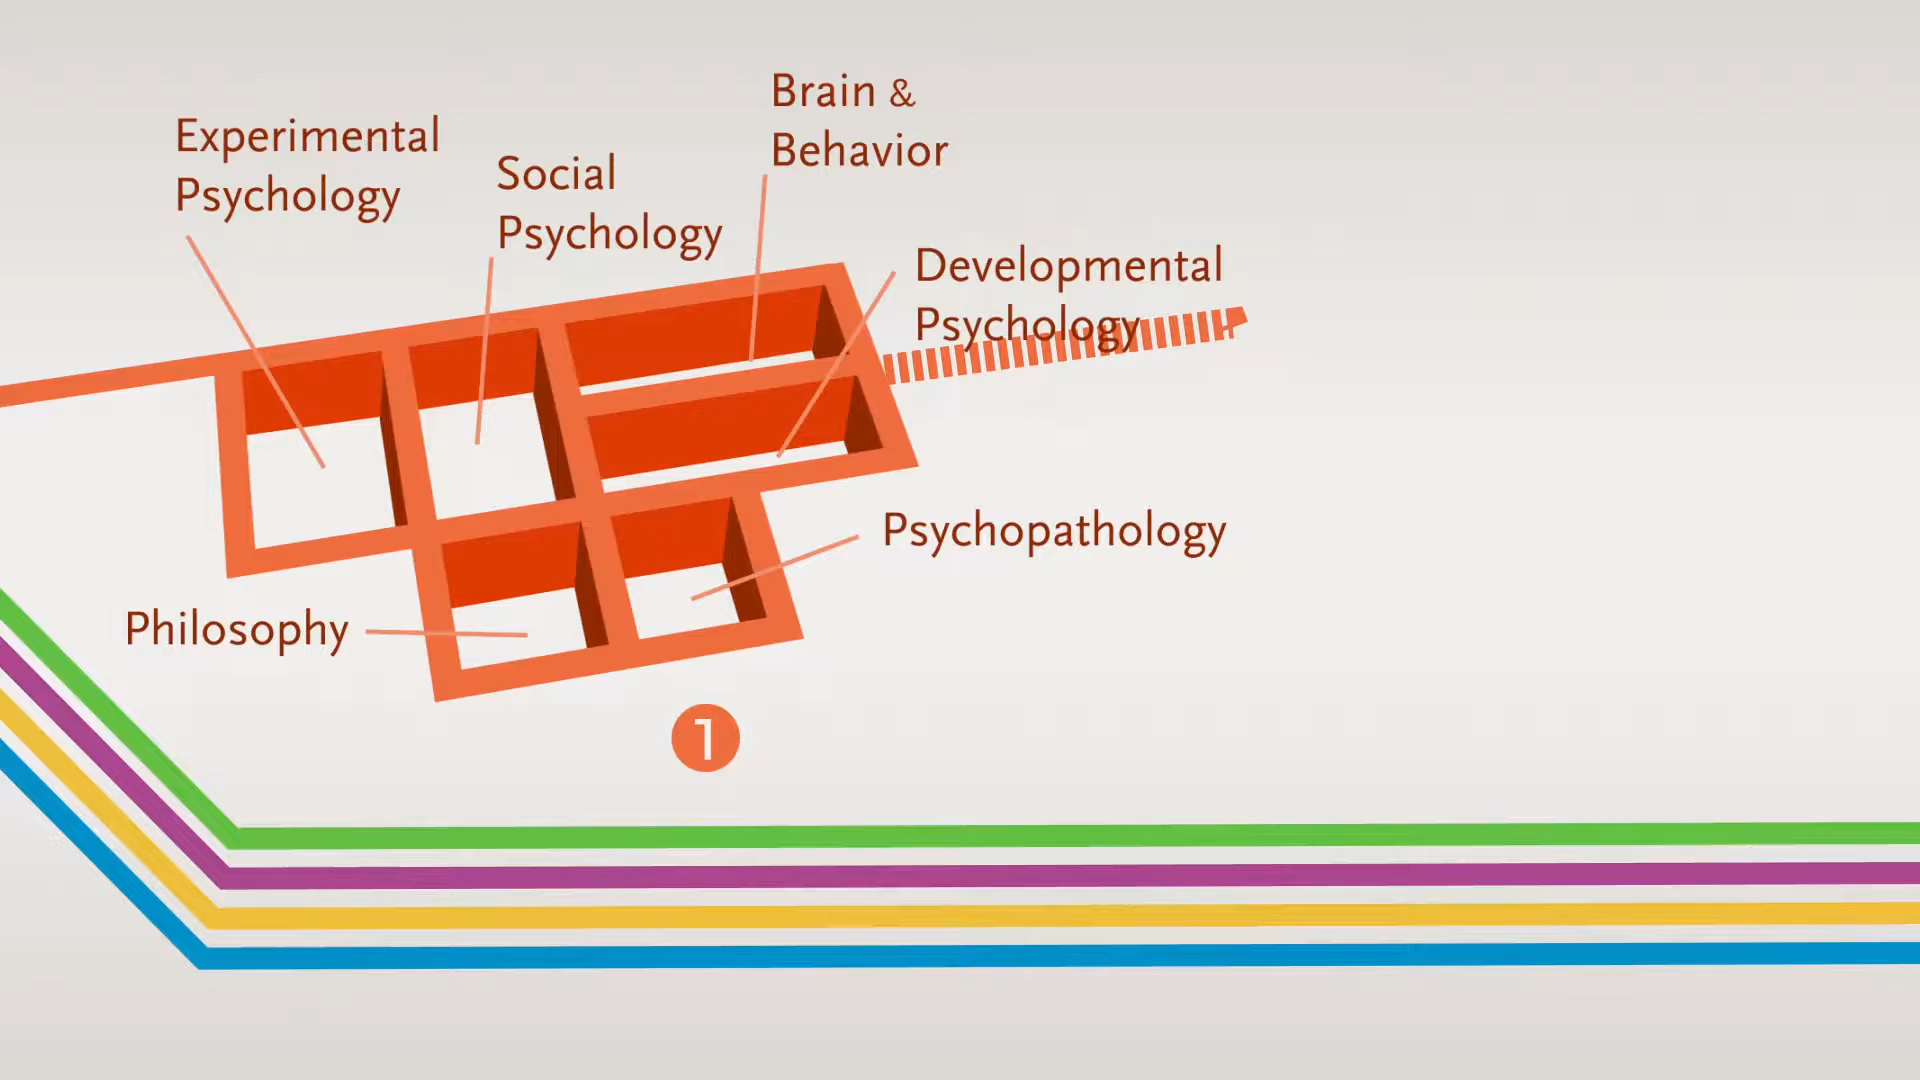 Brain &
Behavior
Experimental
Psychology
Social
Psychology
Developmental
Psychology
Psychopathology
Philosophy
1